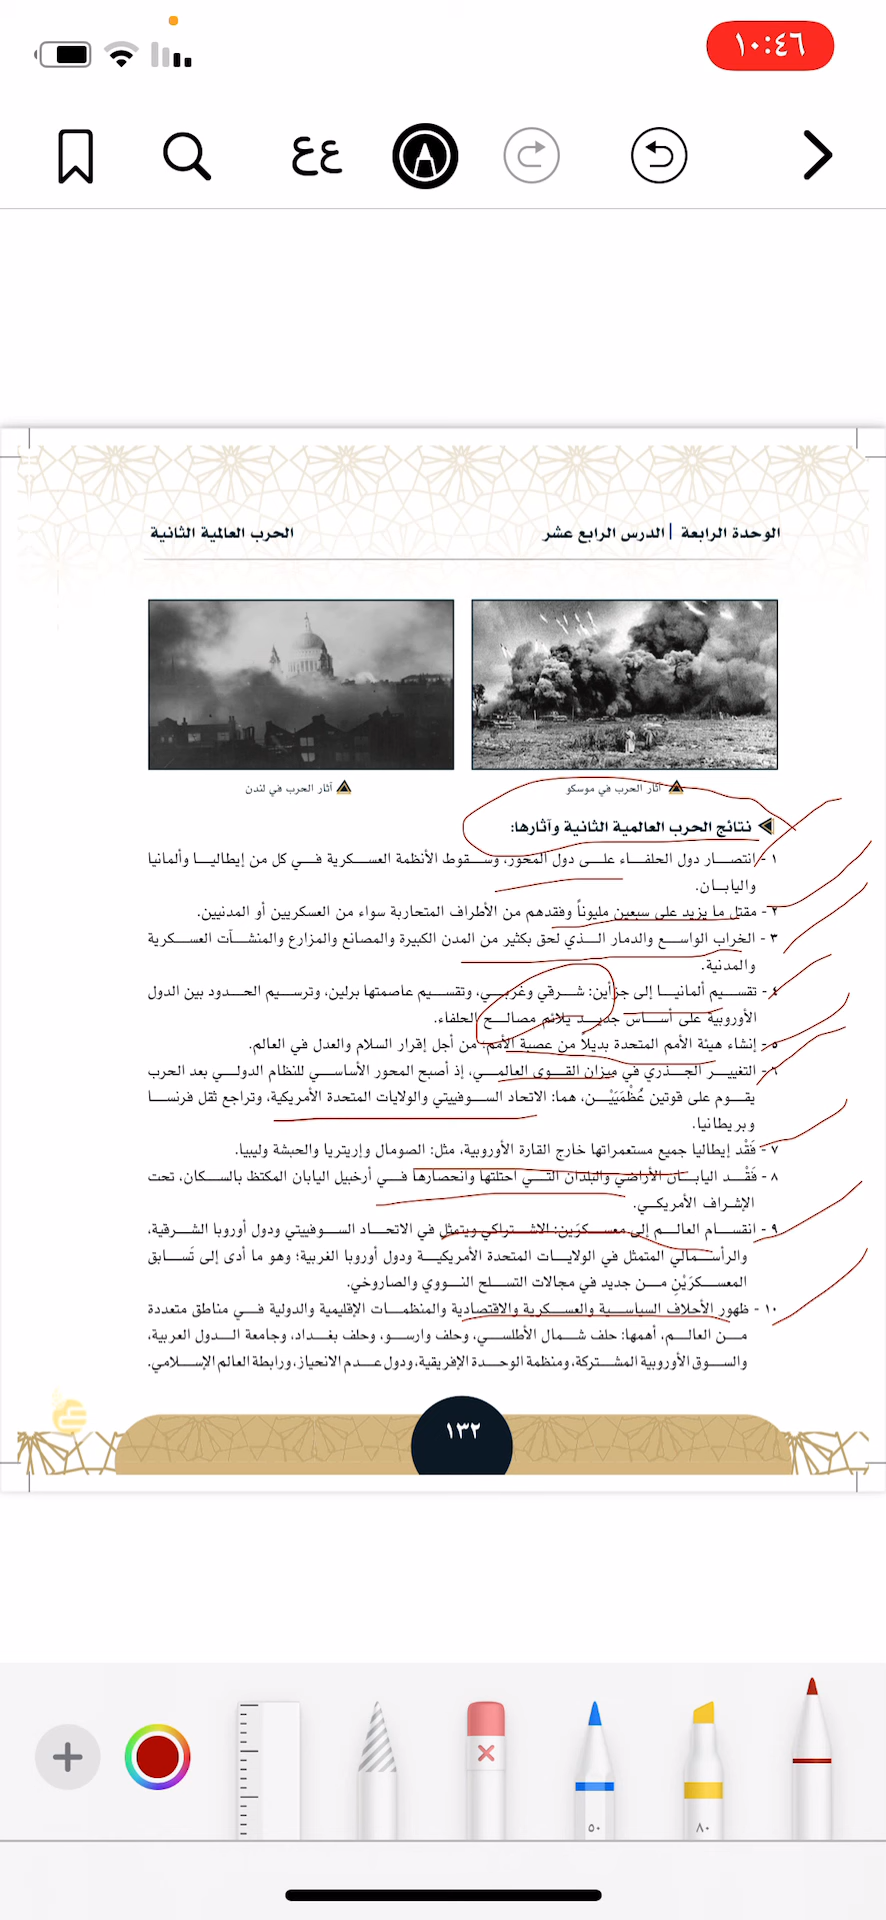 ١٠:٤٦
عع
الوحدة الرابعة | الدرس الرابع عشر
الحرب العالمية الثانية
آثار الحرب في موسكو
آثار الحرب في لندن
نتائج الحرب العالمية الثانية وآثارها:
١ - انتصار دول الحلفاء على دول المحور، وسقوط الأنظمة العسكرية في كل من إيطاليا وألمانيا
واليابان.
٢ - مقتل ما يزيد على سبعين مليوناً وفقدهم من الأطراف المتحاربة سواء من العسكريين أو المدنيين.
٣ - الخراب الواسع والدمار الذي لحق بكثير من المدن الكبيرة والمصانع والمزارع والمنشآت العسكرية
والمدنية.
٤ - تقسيم ألمانيا إلى جزأين: شرقي وغربي، وتقسيم عاصمتها برلين، وترسيم الحدود بين الدول
الأوروبية على أساس جديد يلائم مصالح الحلفاء.
٥ - إنشاء هيئة الأمم المتحدة بديلاً من عصبة الأمم؛ من أجل إقرار السلام والعدل في العالم.
٦ - التغيير الجذري في ميزان القوى العالمي، إذ أصبح المحور الأساسي للنظام الدولي بعد الحرب
يقوم على قوتين عُظْمَيَيْن، هما: الاتحاد السوفييتي والولايات المتحدة الأمريكية، وتراجع ثقل فرنسا
وبريطانيا.
٧ - فَقْد إيطاليا جميع مستعمراتها خارج القارة الأوروبية، مثل: الصومال وإريتريا والحبشة وليبيا.
٨ - فَقْد اليابان الأراضي والبلدان التي احتلتها وانحصارها في أرخبيل اليابان المكتظ بالسكان، تحت
الإشراف الأمريكي.
٩ - انقسام العالم إلى معسكرَين: الاشتراكي ويتمثل في الاتحاد السوفييتي ودول أوروبا الشرقية،
والرأسمالي المتمثل في الولايات المتحدة الأمريكية ودول أوروبا الغربية؛ وهو ما أدى إلى تَسابق
المعسكرَيْنِ من جديد في مجالات التسلح النووي والصاروخي.
١٠ - ظهور الأحلاف السياسية والعسكرية والاقتصادية والمنظمات الإقليمية والدولية في مناطق متعددة
من العالم، أهمها: حلف شمال الأطلسي، وحلف وارسو، وحلف بغداد، وجامعة الدول العربية،
والسوق الأوروبية المشتركة، ومنظمة الوحدة الإفريقية، ودول عدم الانحياز، ورابطة العالم الإسلامي.
١٣٢
٥٠
٨٠